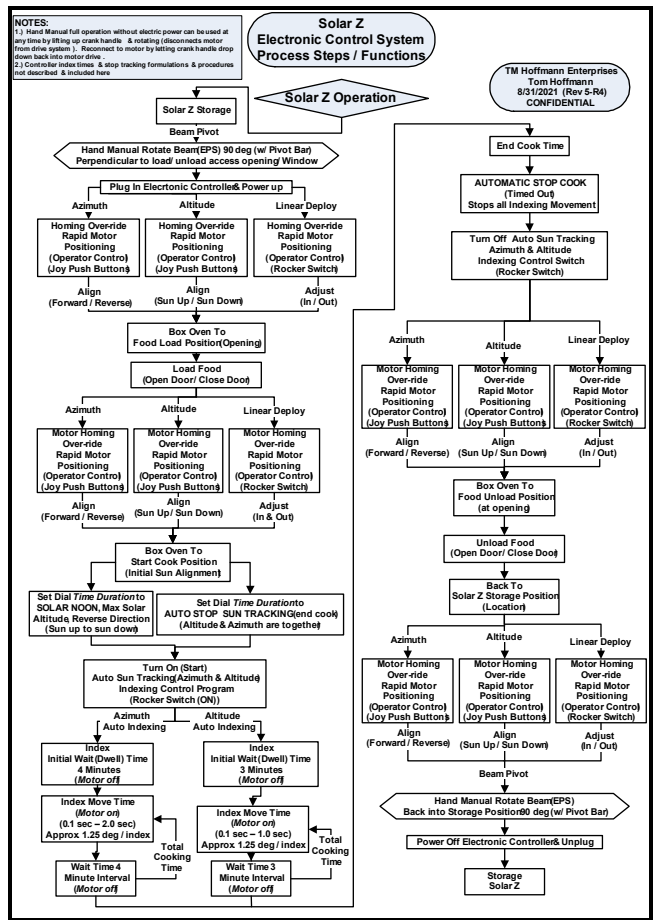 NOTES:
1.) Hand Manual full operation without electric power can be used at
any time by lifting up crank handle & rotating (disconnects motor
from drive system ). Reconnect to motor by letting crank handle drop
down back into motor drive .
2.) Controller index times & stop tracking formulations & procedures
not described & included here
Solar Z
Electronic Control System
Process Steps / Functions
TM Hoffmann Enterprises
Tom Hoffmann
8/31/2021 (Rev 5-R4)
CONFIDENTIAL
Solar Z Operation
Solar Z Storage
Beam Pivot
Hand Manual Rotate Beam(EPS) 90 deg (w/ Pivot Bar)
Perpendicular to load/ unload access opening/ Window
Plug In Elecrtonic Controller& Power up
Azimuth
Altitude
Linear Deploy
Homing Over-ride
Rapid Motor
Positioning
(Operator Control)
(Joy Push Buttons)
Homing Over-ride
Rapid Motor
Positioning
(Operator Control)
(Joy Push Buttons)
Homing Over-ride
Rapid Motor
Positioning
(Operator Control)
(Rocker Switch)
Align
(Forward / Reverse)
Align
(Sun Up / Sun Down)
Adjust
(In / Out)
Box Oven To
Food Load Position(Opening)
Load Food
(Open Door/ Close Door)
Azimuth
Altitude
Linear Deploy
Motor Homing
Over-ride
Rapid Motor
Positioning
(Operator Control)
(Joy Push Buttons)
Motor Homing
Over-ride
Rapid Motor
Positioning
(Operator Control)
(Joy Push Buttons)
Motor Homing
Over-ride
Rapid Motor
Positioning
(Operator Control)
(Rocker Switch)
Align
(Forward / Reverse)
Align
(Sun Up / Sun Down)
Adjust
(In & Out)
Box Oven To
Start Cook Position
(Initial Sun Alignment)
Set Dial Time Duration to
SOLAR NOON, Max Solar
Altitude, Reverse Direction
(Sun up to sun down)
Set Dial Time Duration to
AUTO STOP SUN TRACKING(end cook)
(Altitude & Azimuth are together)
Turn On (Start)
Auto Sun Tracking(Azimuth & Altitude)
Indexing Control Program
(Rocker Switch (ON))
Azimuth
Auto Indexing
Altitude
Auto Indexing
Index
Initial Wait (Dwell) Time
4 Minutes
(Motor off)
Index
Initial Wait (Dwell) Time
3 Minutes
(Motor off)
Index Move Time
(Motor on)
(0.1 sec – 2.0 sec)
Approx 1.25 deg / index
Index Move Time
(Motor on)
(0.1 sec – 1.0 sec)
Approx 1.25 deg / index
Total
Cooking
Time
Total
Cooking
Time
Wait Time 4
Minute Interval
(Motor off)
Wait Time 3
Minute Interval
(Motor off)
End Cook Time
AUTOMATIC STOP COOK
(Timed Out)
Stops all Indexing Movement
Turn Off Auto Sun Tracking
Azimuth & Altitude
Indexing Control Switch
(Rocker Switch)
Azimuth
Altitude
Linear Deploy
Motor Homing
Over-ride
Rapid Motor
Positioning
(Operator Control)
(Joy Push Buttons)
Motor Homing
Over-ride
Rapid Motor
Positioning
(Operator Control)
(Joy Push Buttons)
Motor Homing
Over-ride
Rapid Motor
Positioning
(Operator Control)
(Rocker Switch)
Align
(Forward / Reverse)
Align
(Sun Up / Sun Down)
Adjust
(In / Out)
Box Oven To
Food Unload Position
(at opening)
Unload Food
(Open Door/ Close Door)
Back To
Solar Z Storage Position
(Location)
Azimuth
Altitude
Linear Deploy
Motor Homing
Over-ride
Rapid Motor
Positioning
(Operator Control)
(Joy Push Buttons)
Motor Homing
Over-ride
Rapid Motor
Positioning
(Operator Control)
(Joy Push Buttons)
Motor Homing
Over-ride
Rapid Motor
Positioning
(Operator Control)
(Rocker Switch)
Align
(Forward / Reverse)
Align
(Sun Up / Sun Down)
Adjust
(In / Out)
Beam Pivot
Hand Manual Rotate Beam(EPS)
Back into Storage Position90 deg (w/ Pivot Bar)
Power Off Electronic Controller& Unplug
Storage
Solar Z